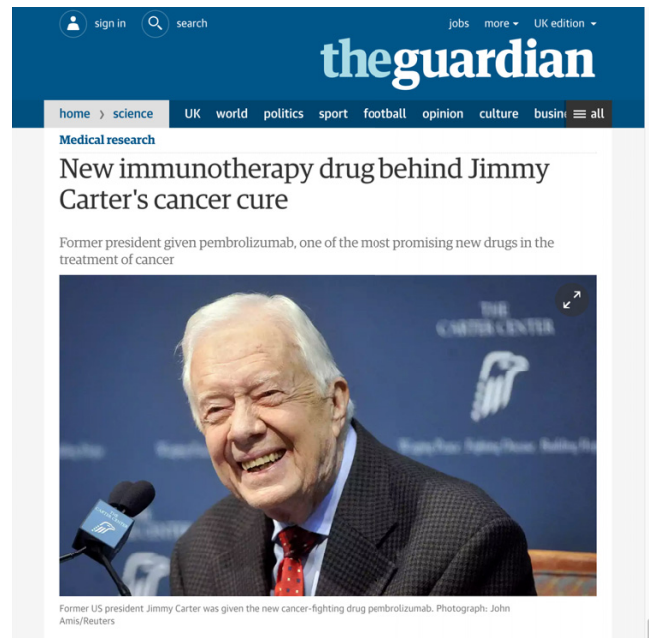 sign in
search
jobs
more
UK edition
theguardian
home
science
UK
world
politics
sport
football
opinion
culture
all
Medical research
New immunotherapy drug behind Jimmy
Carter's cancer cure
Former president given pembrolizumab, one of the most promising new drugs in the
treatment of cancer
THE
CARTER CENTER
Former US president Jimmy Carter was given the new cancer-fighting drug pembrolizumab. Photograph: John
Amis/Reuters